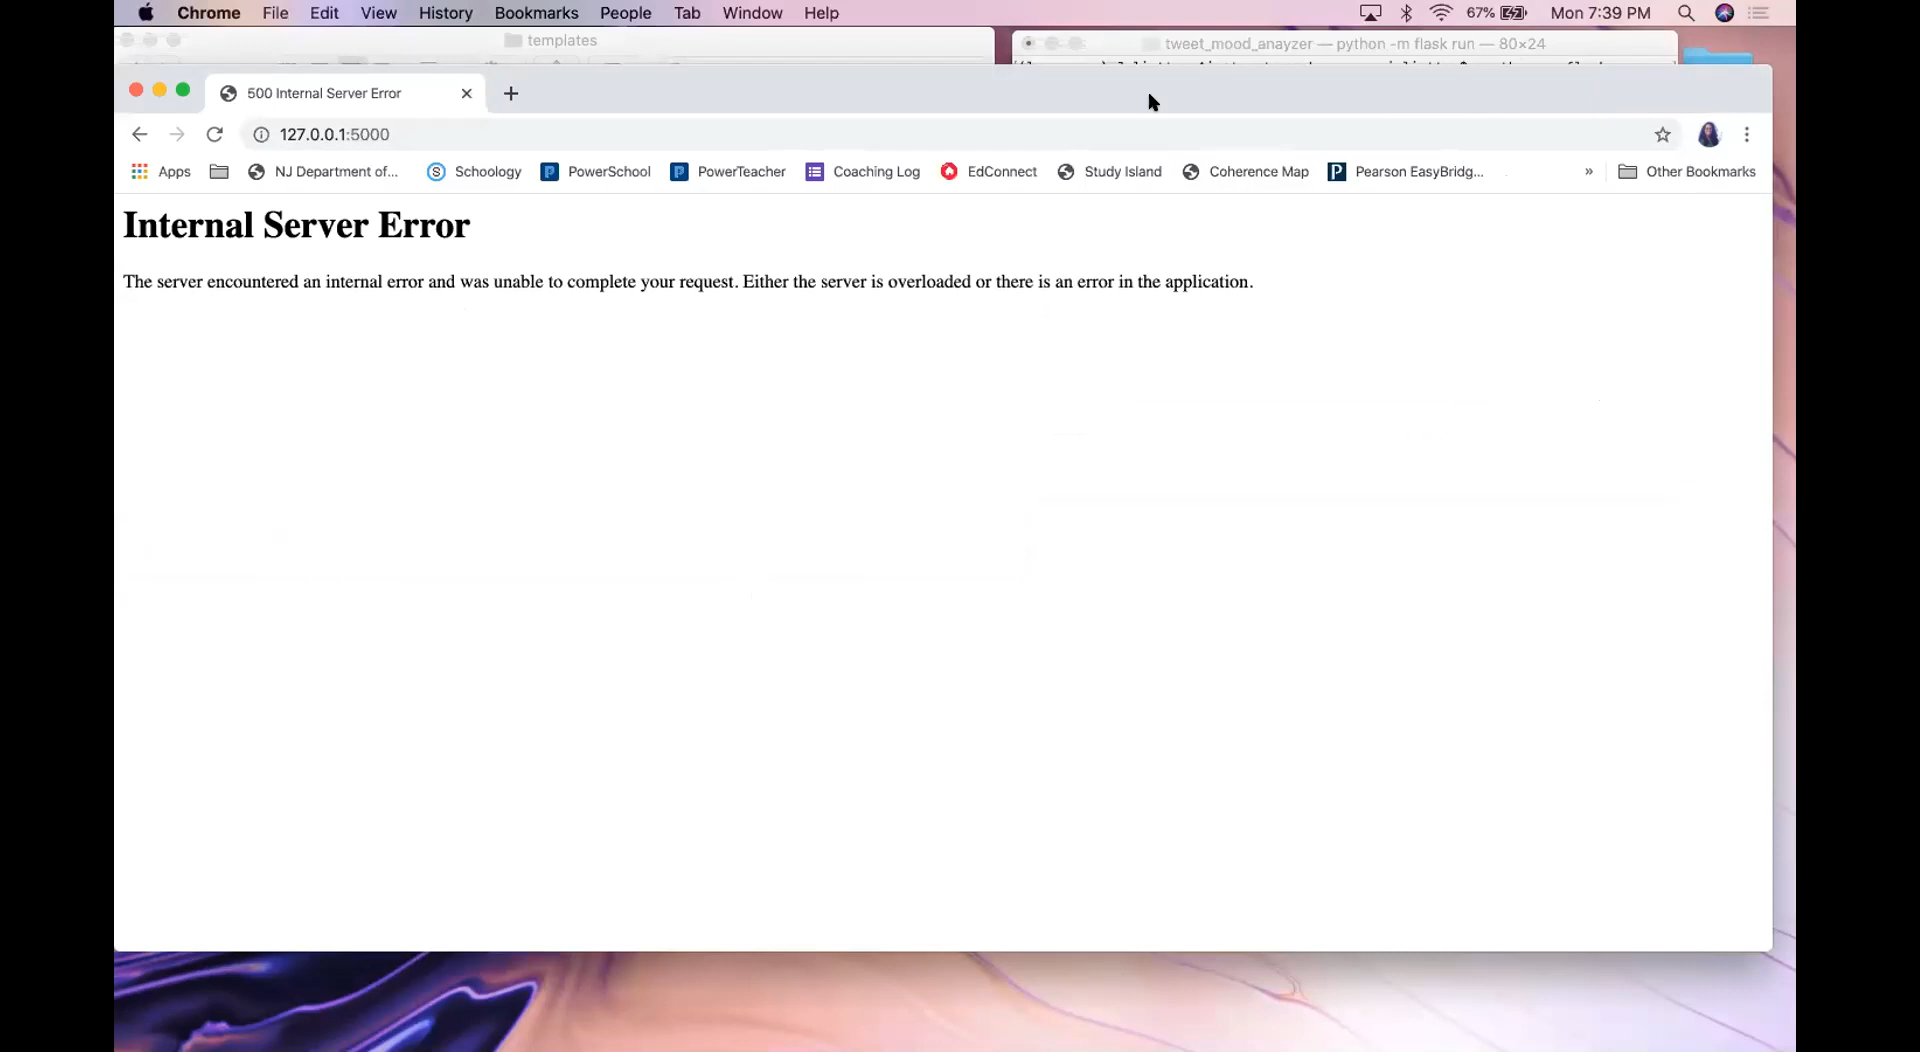 Chrome File Edit View History Bookmarks People Tab Window Help 67% Mon 7:39 PM
templates
tweet_mood_anayzer — python -m flask run — 80×24
500 Internal Server Error
127.0.0.1:5000
Apps NJ Department of... Schoology PowerSchool PowerTeacher Coaching Log EdConnect Study Island Coherence Map Pearson EasyBridg... » Other Bookmarks
Internal Server Error
The server encountered an internal error and was unable to complete your request. Either the server is overloaded or there is an error in the application.